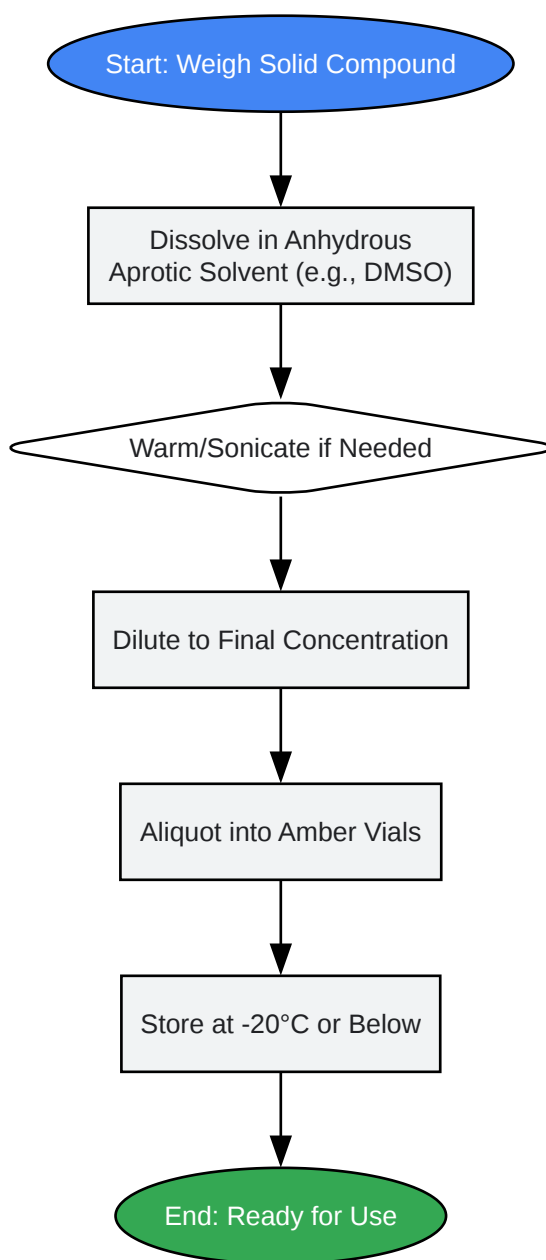 Start: Weigh Solid Compound
Dissolve in Anhydrous
Aprotic Solvent (e.g., DMSO)
Warm/Sonicate if Needed
Dilute to Final Concentration
Aliquot into Amber Vials
Store at -20°C or Below
End: Ready for Use